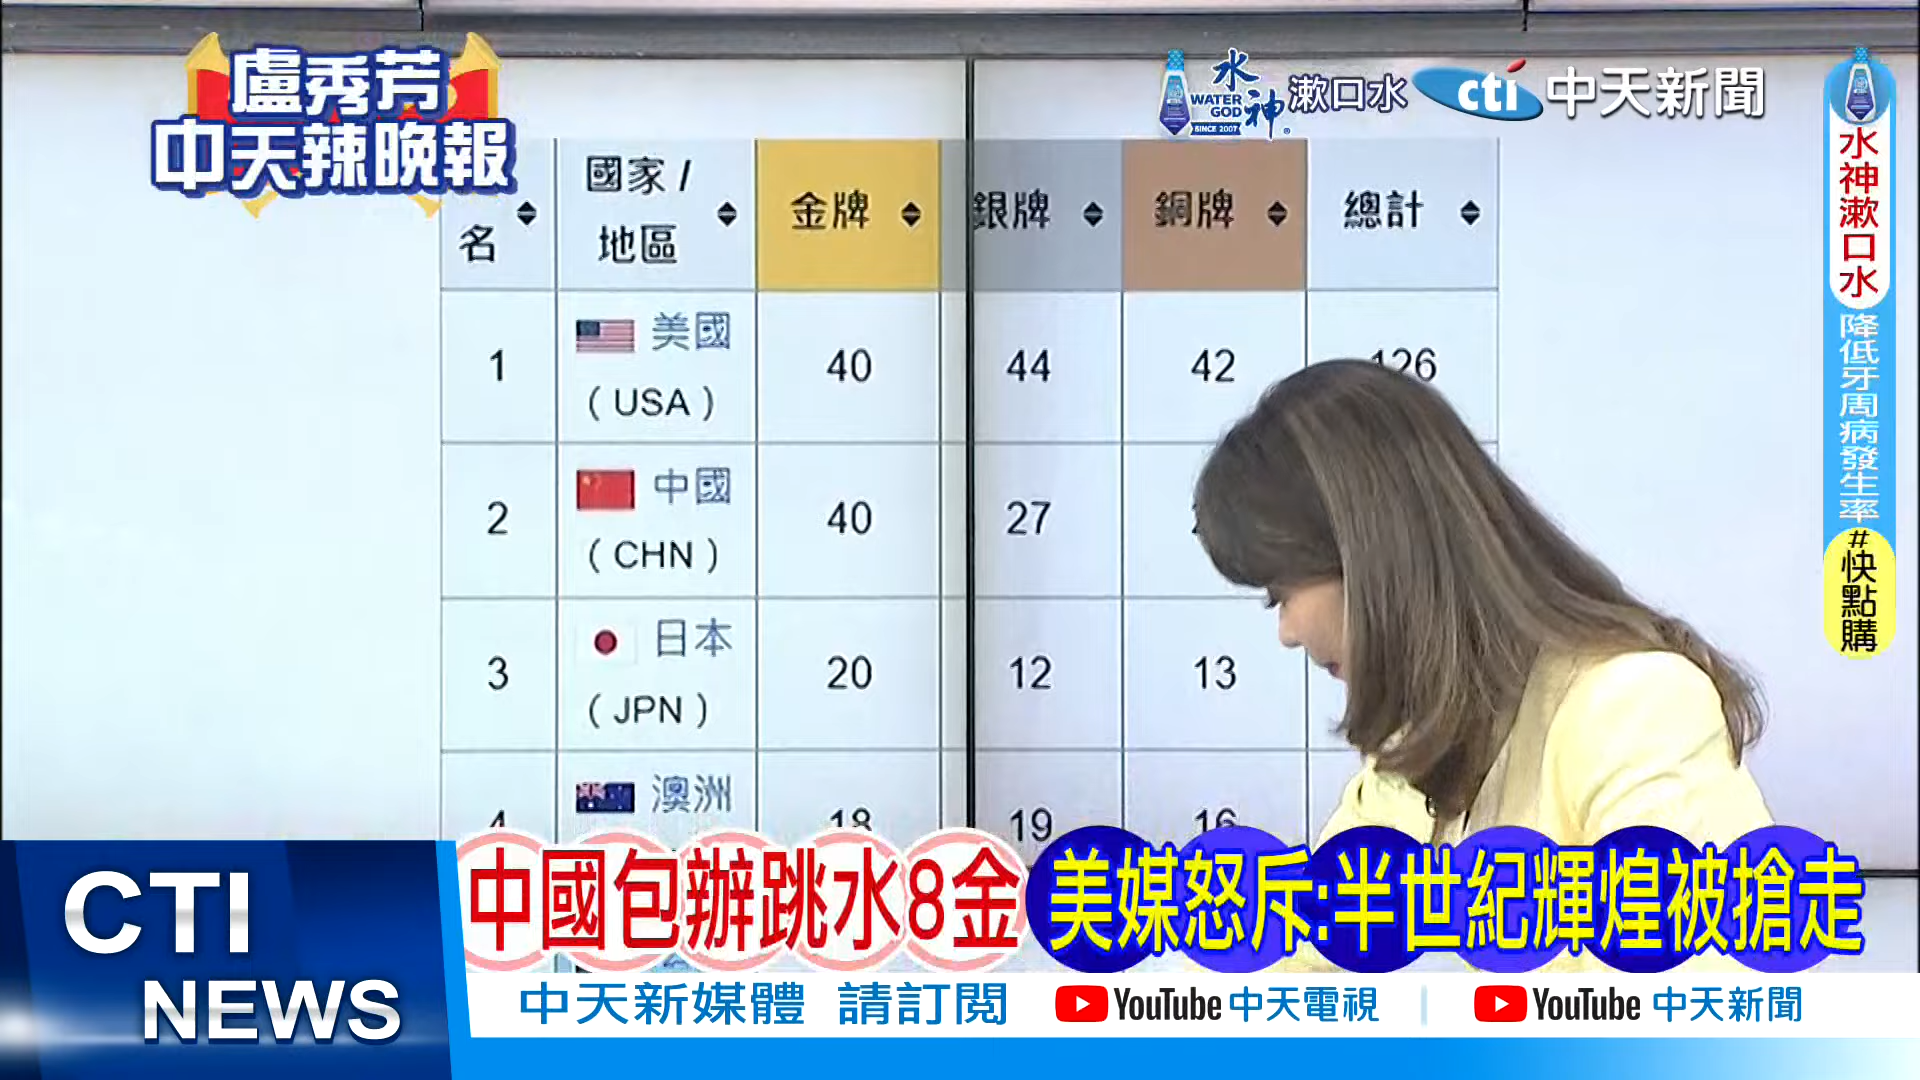 盧秀芳
中天辣晚報
水神
WATER
GOD
SINCE 2007
漱口水
cti 中天新聞
水神漱口水
降低牙周病發生率
#快點購
名
國家/
地區
金牌
銀牌
銅牌
總計
1
美國
(USA)
40
44
42
126
2
中國
(CHN)
40
27
3
日本
(JPN)
20
12
13
4
澳洲
18
19
16
中國包辦跳水8金 美媒怒斥:半世紀輝煌被搶走
CTI
NEWS
中天新媒體 請訂閱 YouTube 中天電視 | YouTube 中天新聞